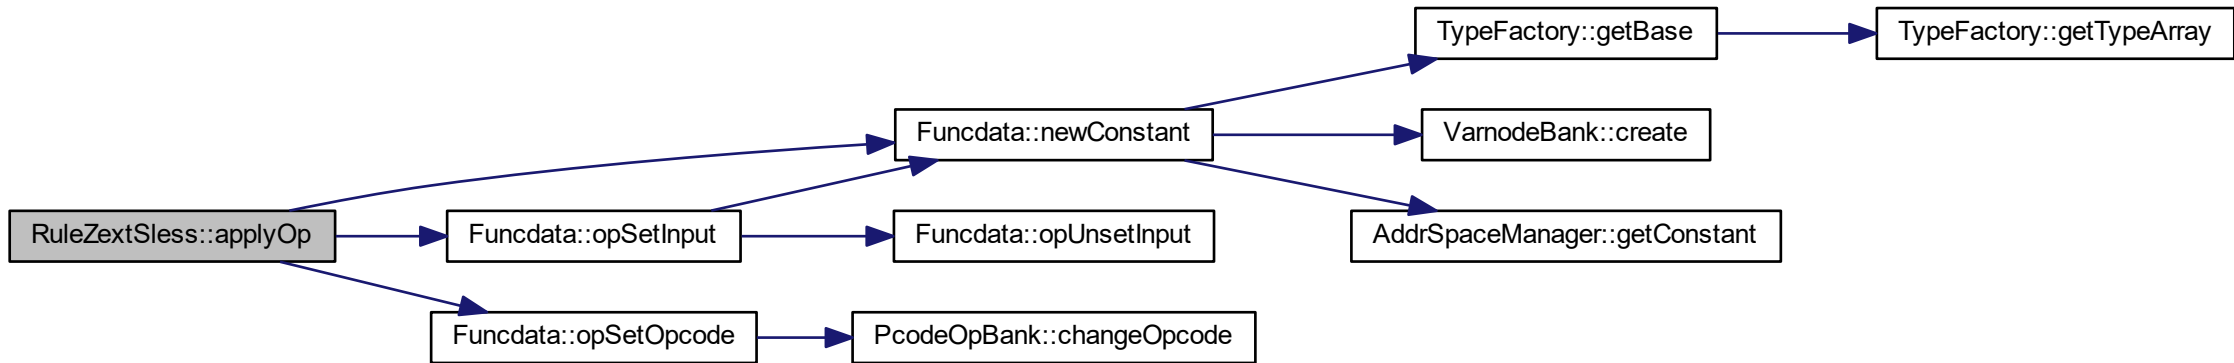 TypeFactory::getBase
TypeFactory::getTypeArray
Funcdata::newConstant
VarnodeBank::create
RuleZextSless::applyOp
Funcdata::opSetInput
Funcdata::opUnsetInput
AddrSpaceManager::getConstant
Funcdata::opSetOpcode
PcodeOpBank::changeOpcode